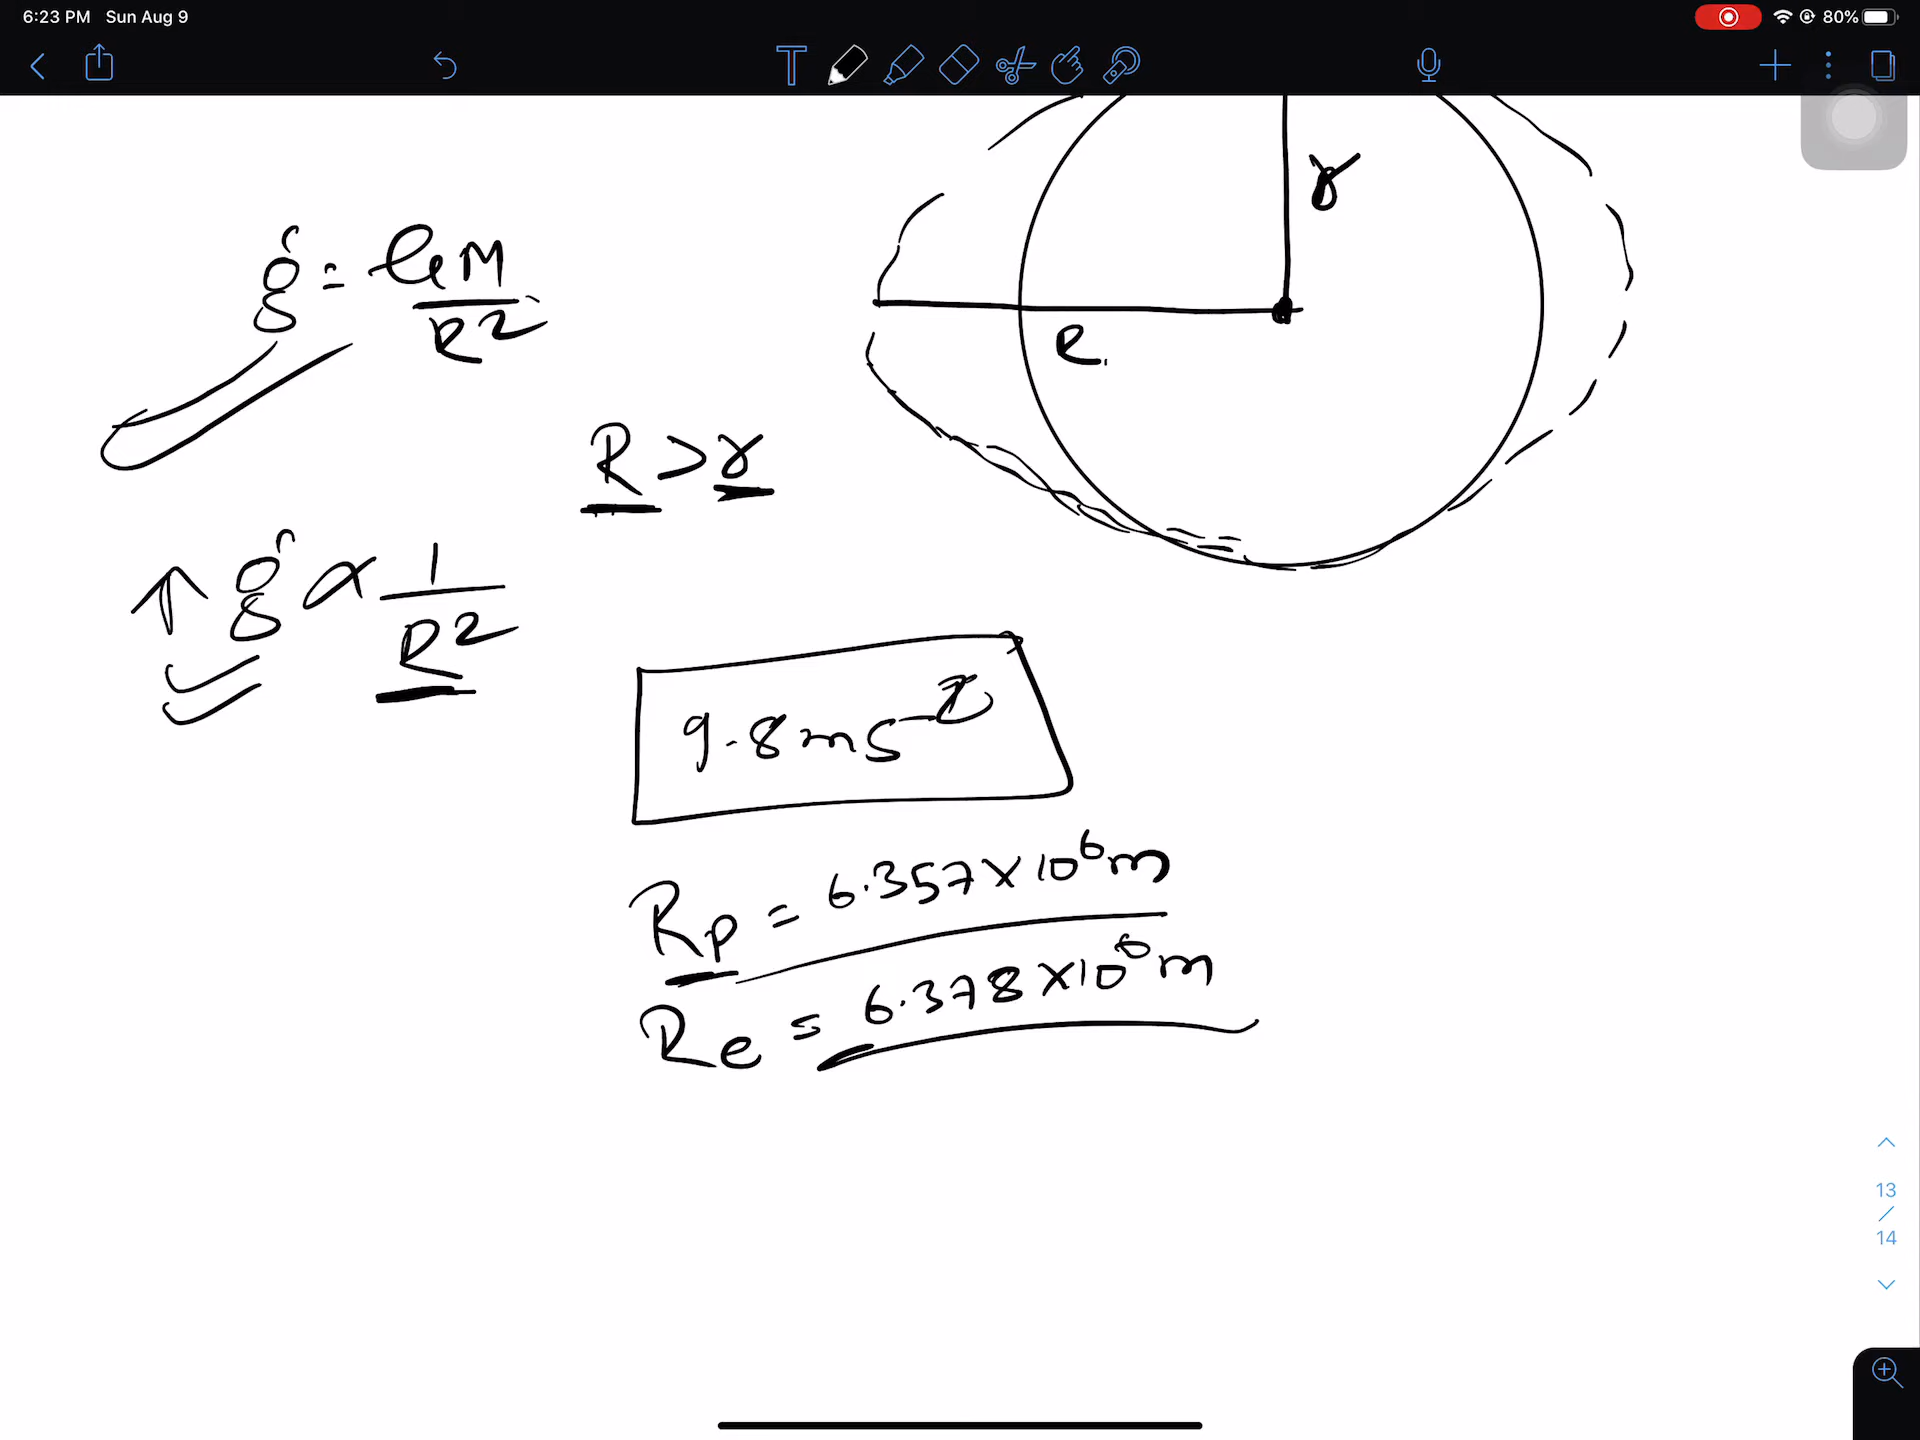 6:23 PM Sun Aug 9
80%
T
r
g' = GM
R²
R
R > r
↑ g' ∝ 1
R²
9.8 ms⁻²
Rp = 6.357 × 10⁶ m
Re = 6.378 × 10⁶ m
13
/
14